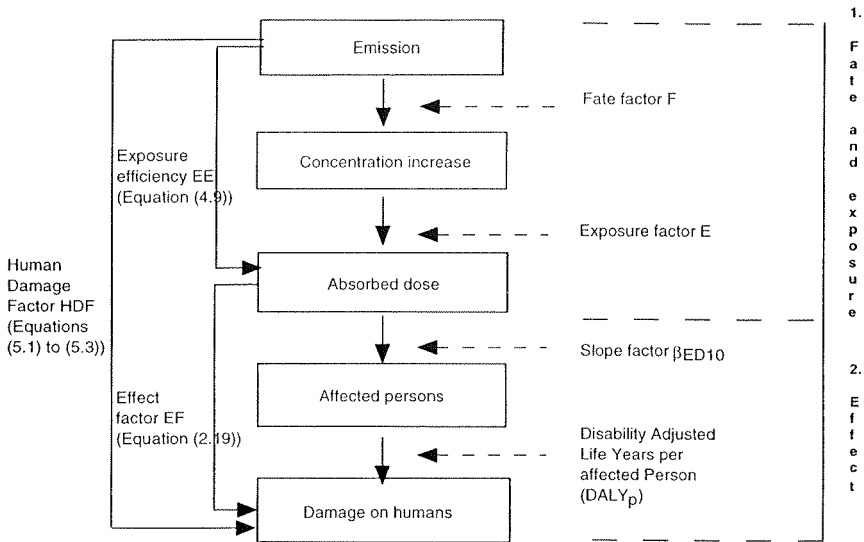 Emission
Fate factor F
Concentration increase
Exposure
efficiency EE
(Equation (4.9))
Exposure factor E
Absorbed dose
Human
Damage
Factor HDF
(Equations
(5.1) to (5.3))
Slope factor βED10
Affected persons
Effect
factor EF
(Equation (2.19))
Disability Adjusted
Life Years per
affected Person
(DALYp)
Damage on humans
1. Fate and exposure
2. Effect